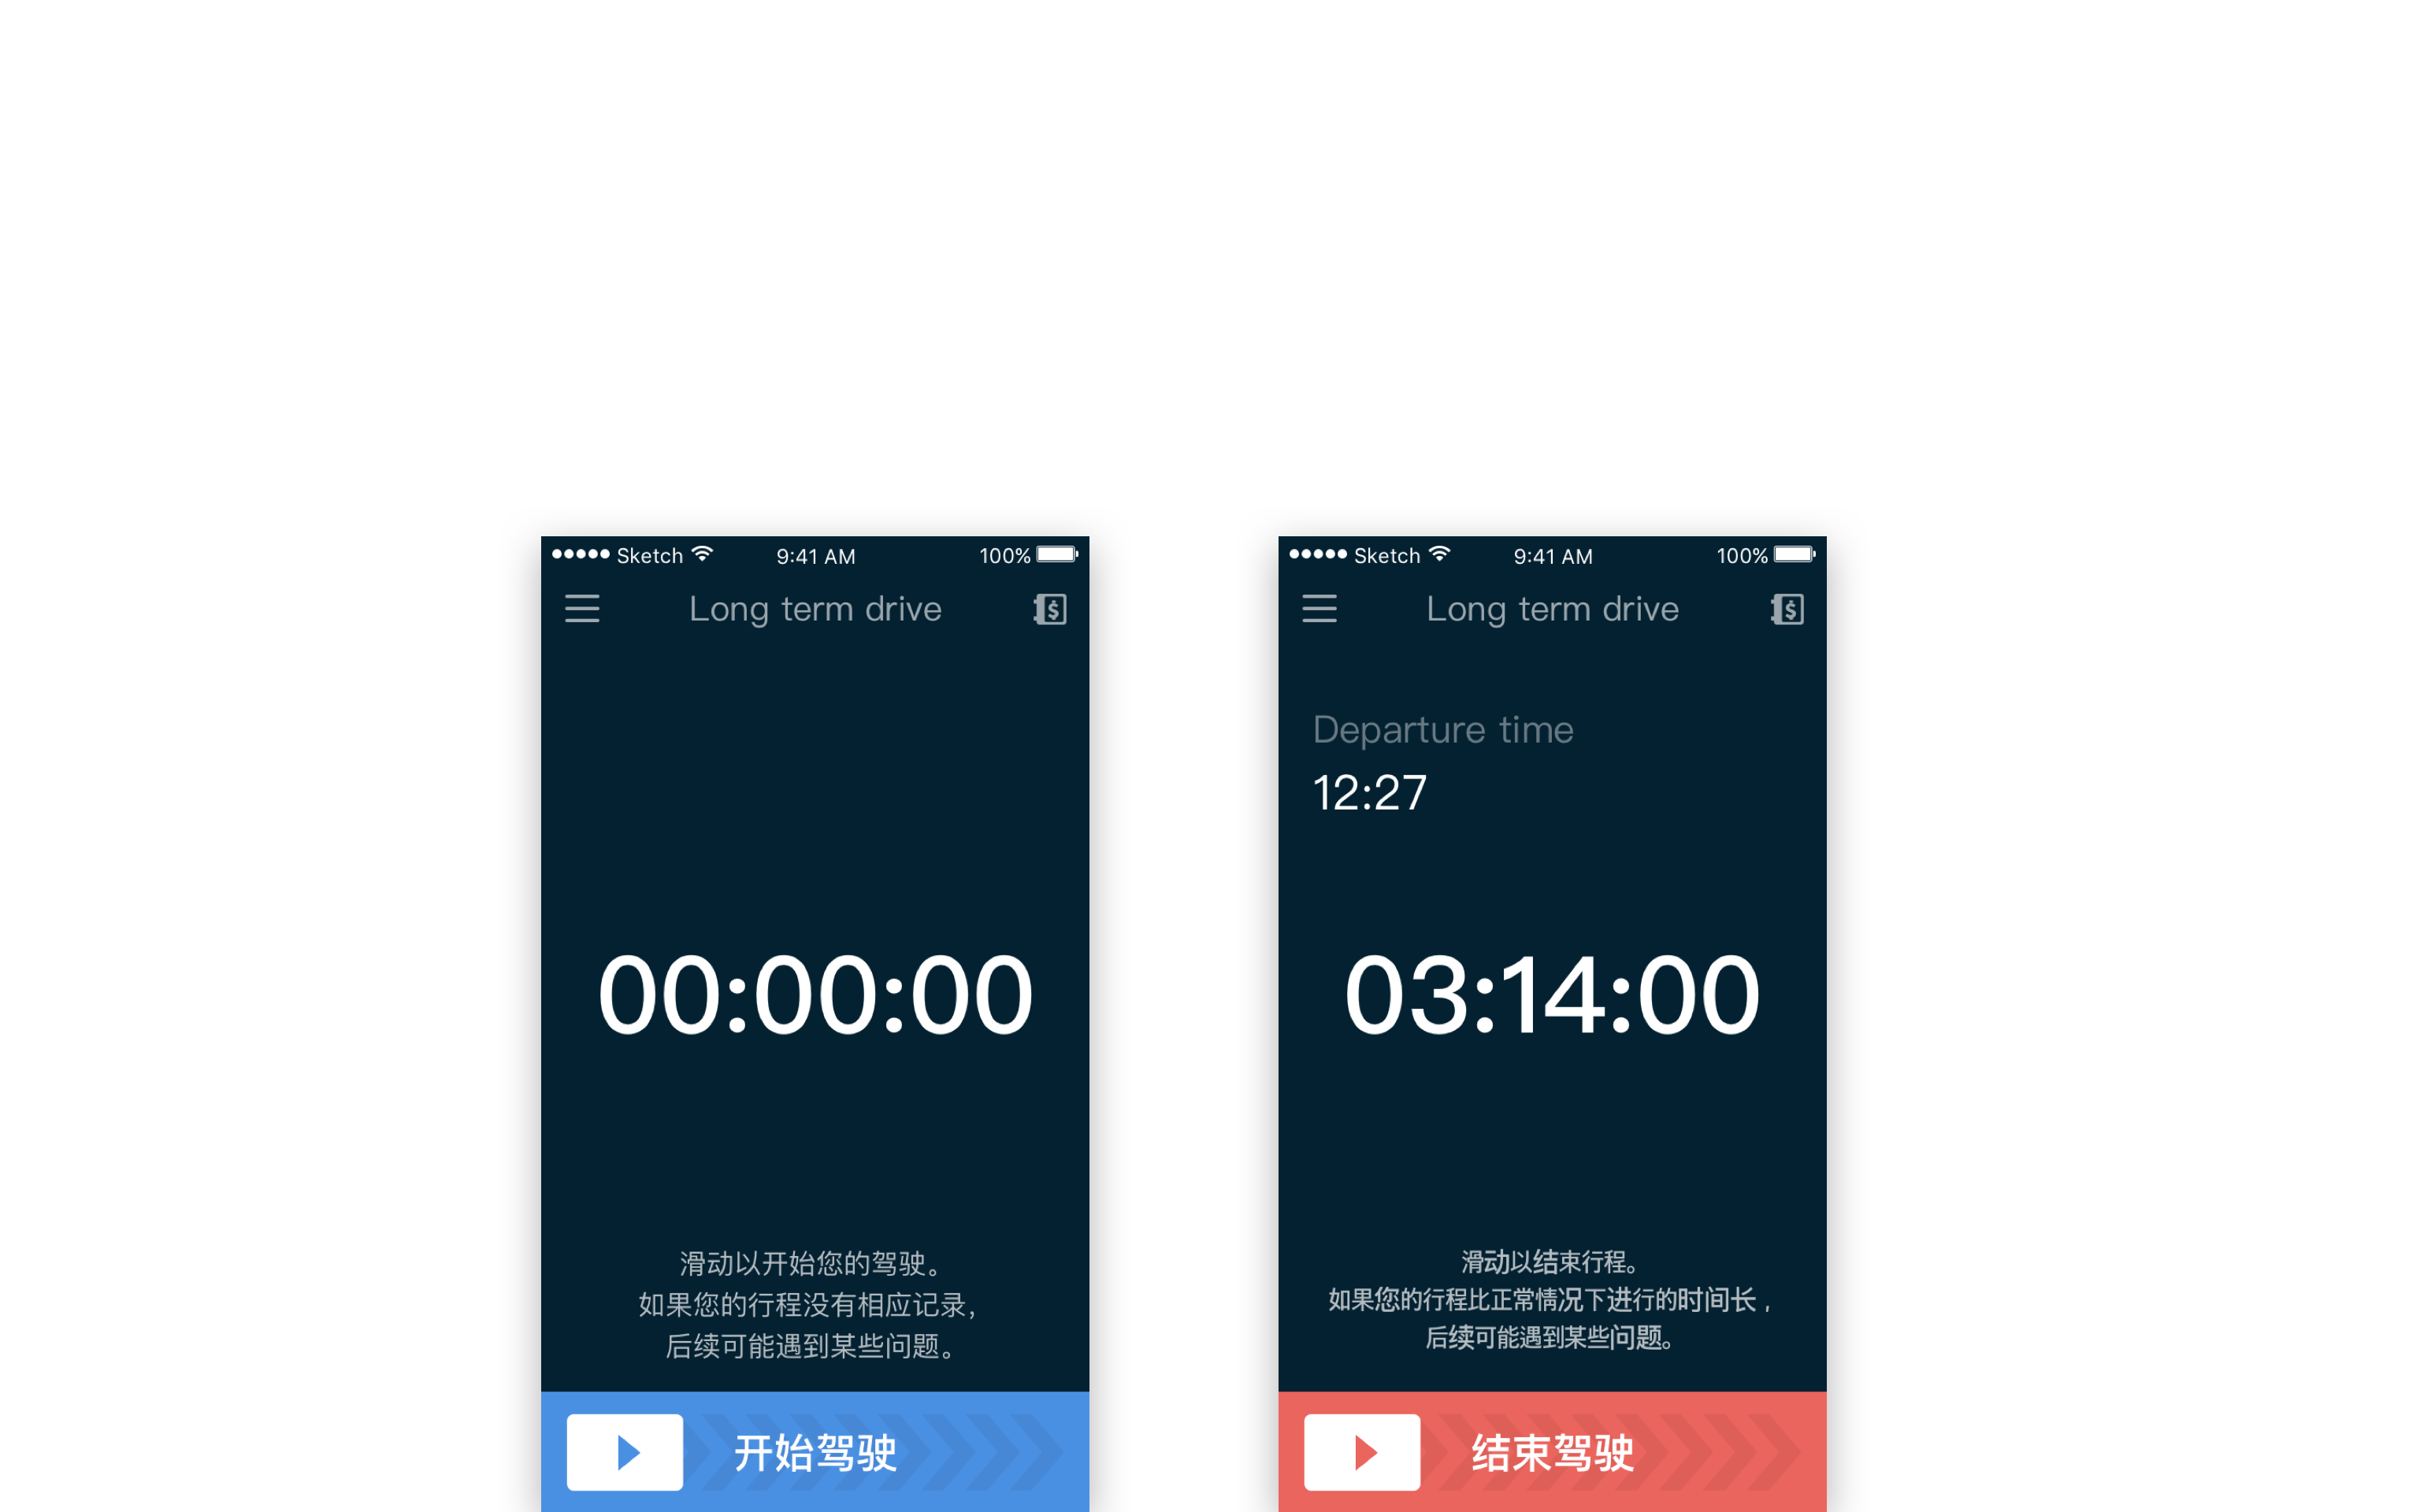 Sketch 9:41 AM 100%
Long term drive
00:00:00
滑动以开始您的驾驶。
如果您的行程没有相应记录，
后续可能遇到某些问题。
开始驾驶
Sketch 9:41 AM 100%
Long term drive
Departure time
12:27
03:14:00
滑动以结束行程。
如果您的行程比正常情况下进行的时间长，
后续可能遇到某些问题。
结束驾驶